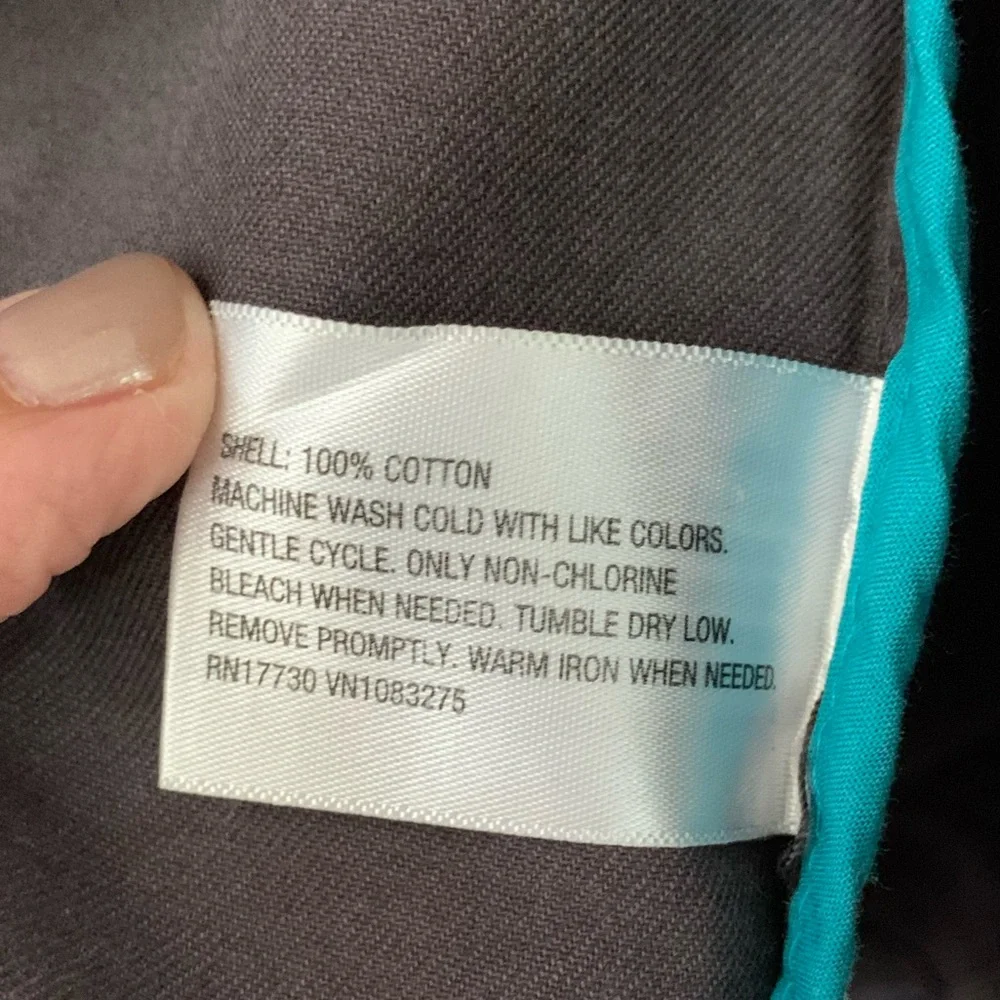 SHELL: 100% COTTON
MACHINE WASH COLD WITH LIKE COLORS.
GENTLE CYCLE. ONLY NON-CHLORINE
BLEACH WHEN NEEDED. TUMBLE DRY LOW.
REMOVE PROMPTLY. WARM IRON WHEN NEEDED.
RN17730 VN1083275